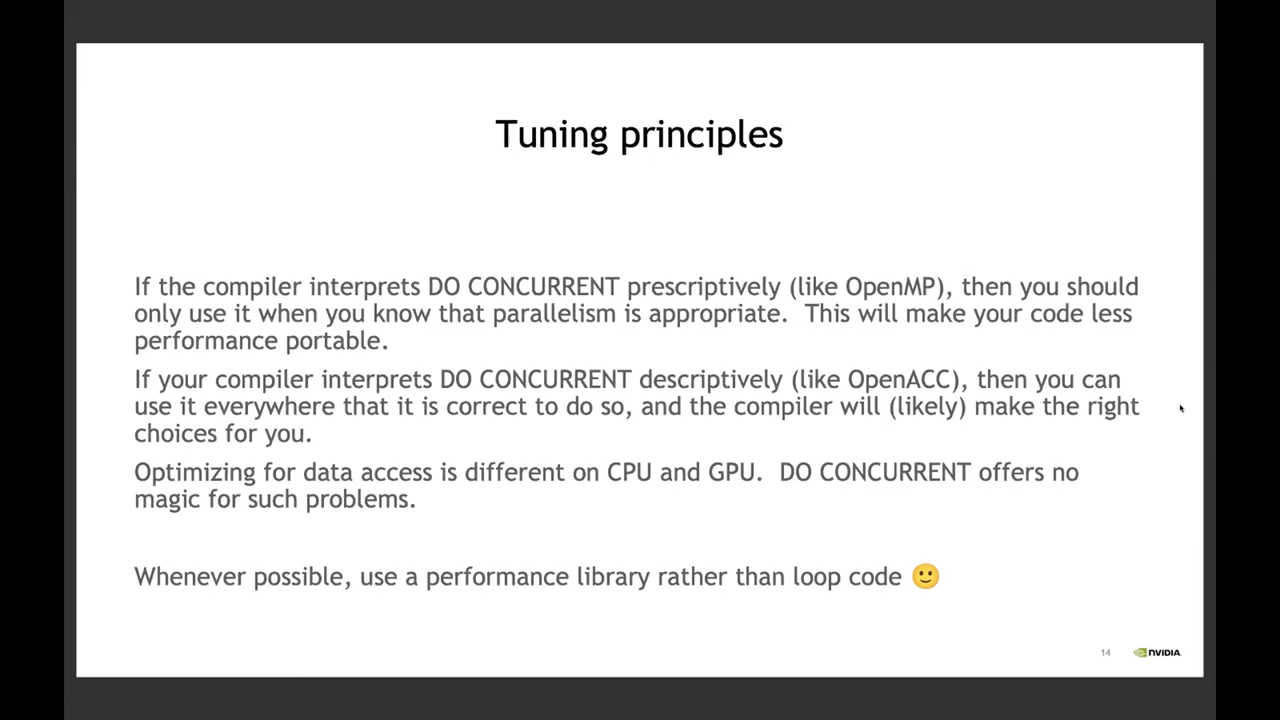 Tuning principles
If the compiler interprets DO CONCURRENT prescriptively (like OpenMP), then you should
only use it when you know that parallelism is appropriate.  This will make your code less
performance portable.
If your compiler interprets DO CONCURRENT descriptively (like OpenACC), then you can
use it everywhere that it is correct to do so, and the compiler will (likely) make the right
choices for you.
Optimizing for data access is different on CPU and GPU.  DO CONCURRENT offers no
magic for such problems.
Whenever possible, use a performance library rather than loop code 🙂
14 NVIDIA